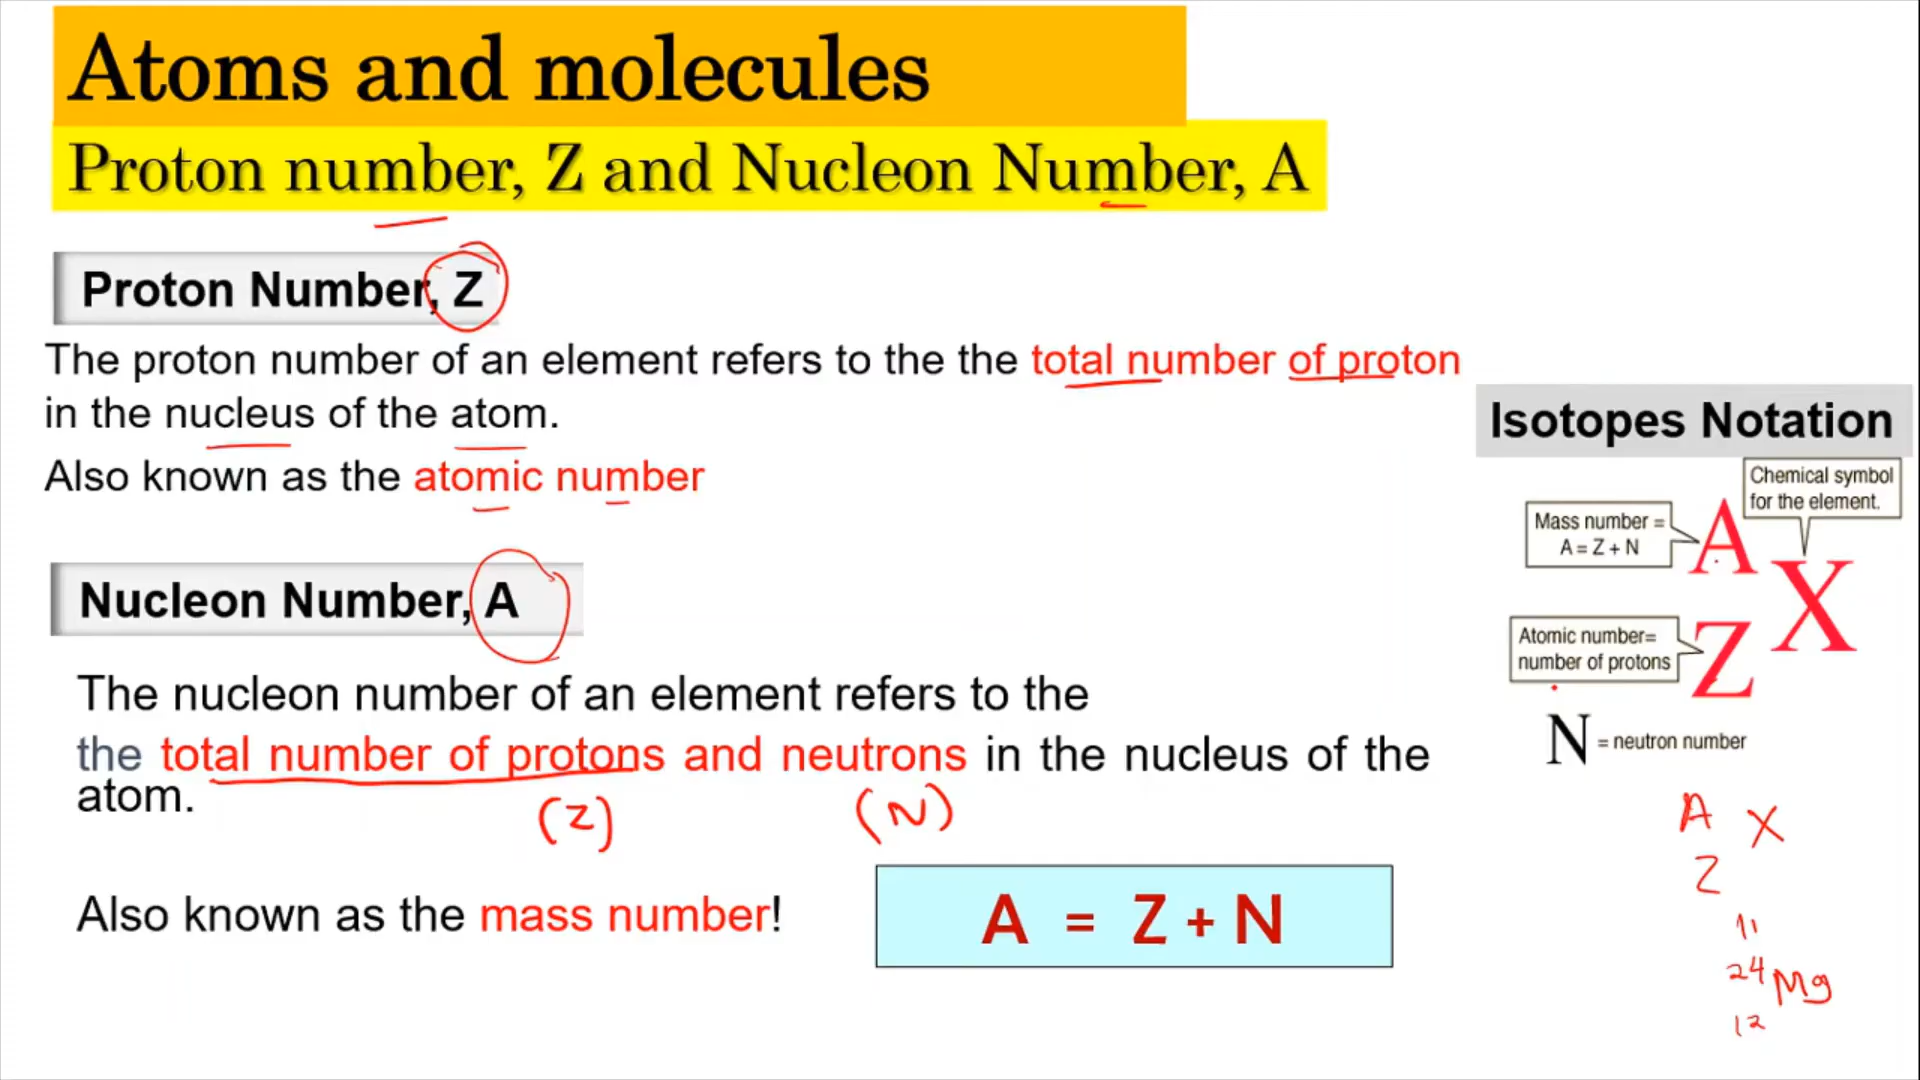 Atoms and molecules
Proton number, Z and Nucleon Number, A
Proton Number, Z
The proton number of an element refers to the the total number of proton
in the nucleus of the atom.
Also known as the atomic number
Nucleon Number, A
The nucleon number of an element refers to the
the total number of protons and neutrons in the nucleus of the
atom.
(Z) (N)
Also known as the mass number!
A = Z + N
Isotopes Notation
Chemical symbol
for the element.
Mass number =
A = Z + N
A
X
Atomic number=
number of protons
Z
N = neutron number
A X
Z
11
24 Mg
12